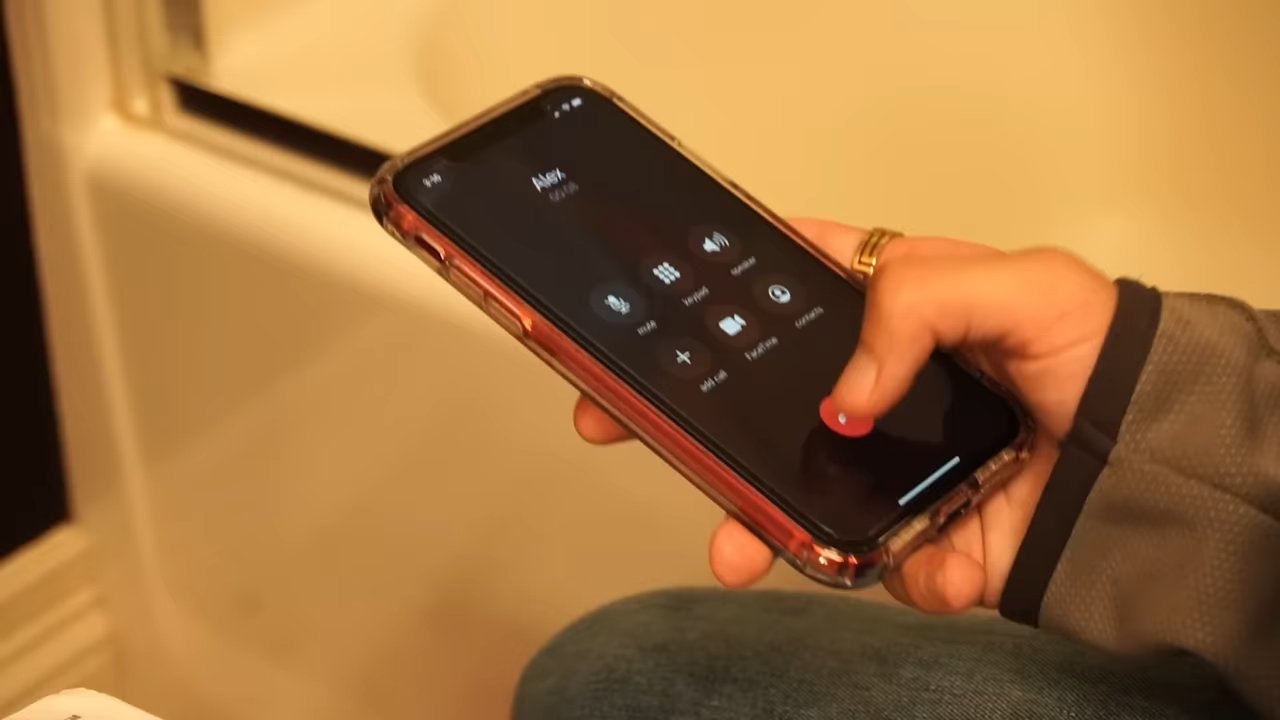 Alex
mute
keypad
speaker
add call
FaceTime
contacts